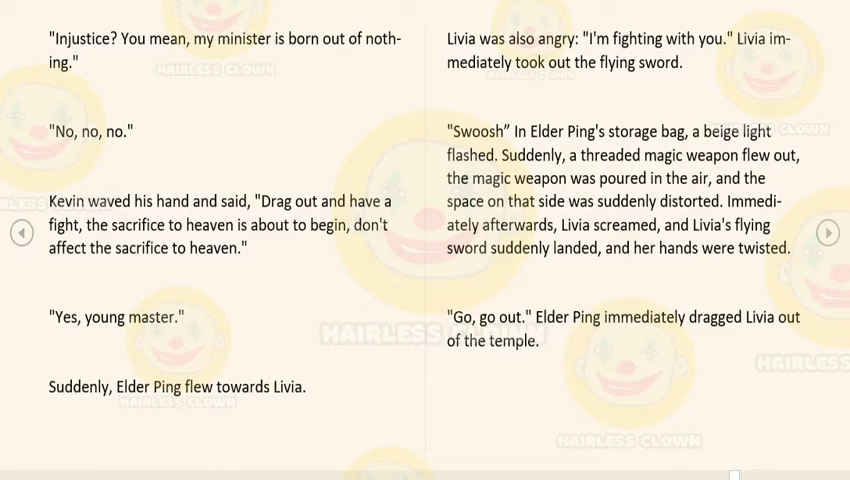 "Injustice? You mean, my minister is born out of noth-
ing."
"No, no, no."
Kevin waved his hand and said, "Drag out and have a
fight, the sacrifice to heaven is about to begin, don't
affect the sacrifice to heaven."
"Yes, young master."
Suddenly, Elder Ping flew towards Livia.
Livia was also angry: "I'm fighting with you." Livia im-
mediately took out the flying sword.
"Swoosh” In Elder Ping's storage bag, a beige light
flashed. Suddenly, a threaded magic weapon flew out,
the magic weapon was poured in the air, and the
space on that side was suddenly distorted. Immedi-
ately afterwards, Livia screamed, and Livia's flying
sword suddenly landed, and her hands were twisted.
"Go, go out." Elder Ping immediately dragged Livia out
of the temple.
HAIRLESS CLOWN
HAIRLESS CLOWN
HAIRLESS CLOWN
HAIRLESS CLOWN
HAIRLESS CLOWN